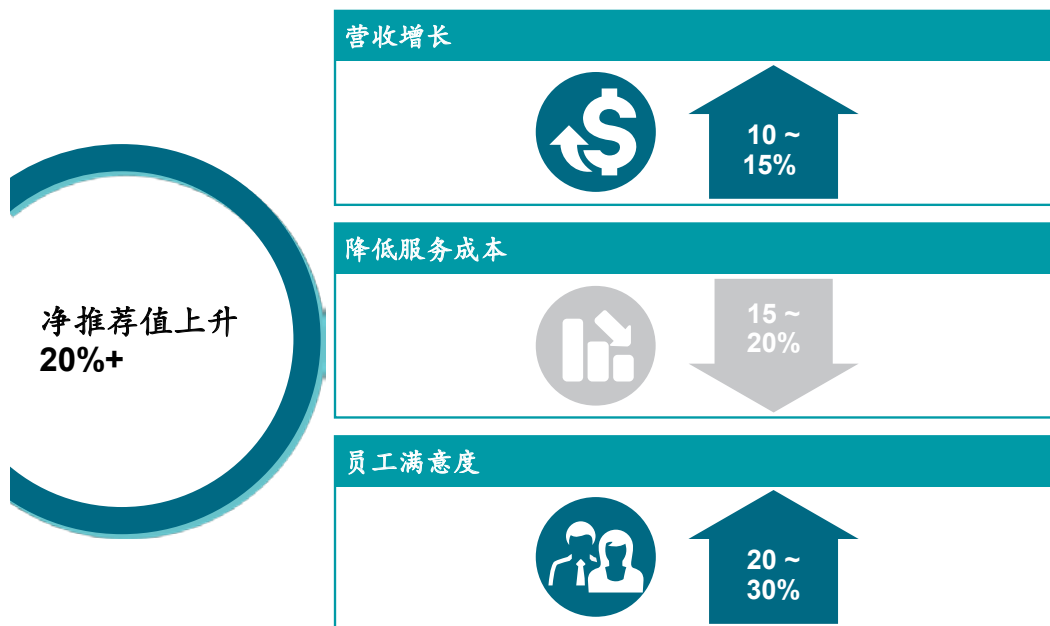 净推荐值上升
20%+
营收增长
10 ~
15%
降低服务成本
15 ~
20%
员工满意度
20 ~
30%